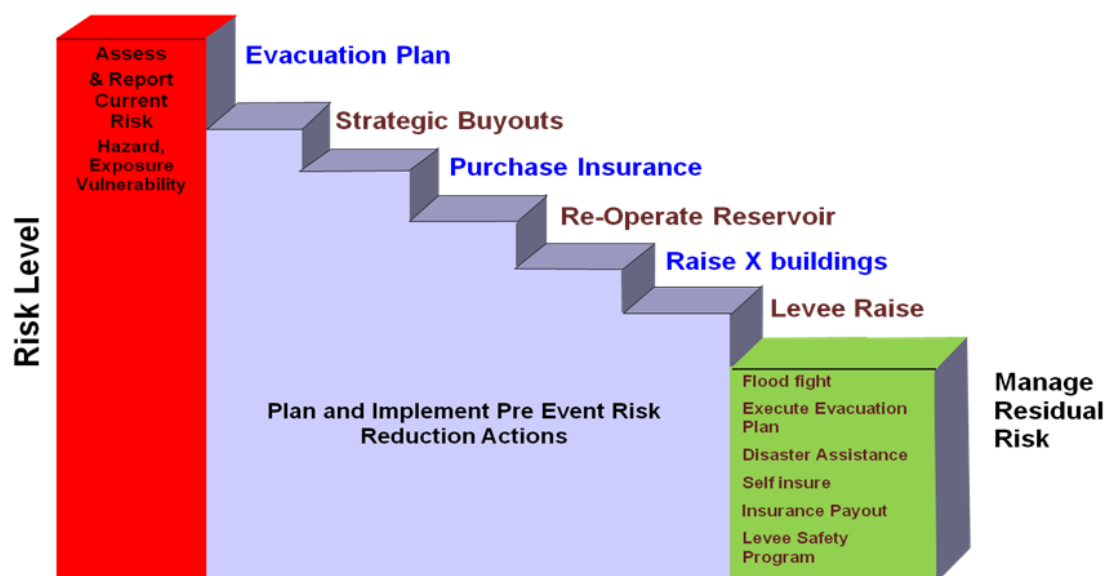 Risk Level
Assess
& Report
Current
Risk
Hazard,
Exposure
Vulnerability
Evacuation Plan
Strategic Buyouts
Purchase Insurance
Re-Operate Reservoir
Raise X buildings
Levee Raise
Plan and Implement Pre Event Risk
Reduction Actions
Flood fight
Execute Evacuation
Plan
Disaster Assistance
Self insure
Insurance Payout
Levee Safety
Program
Manage
Residual
Risk